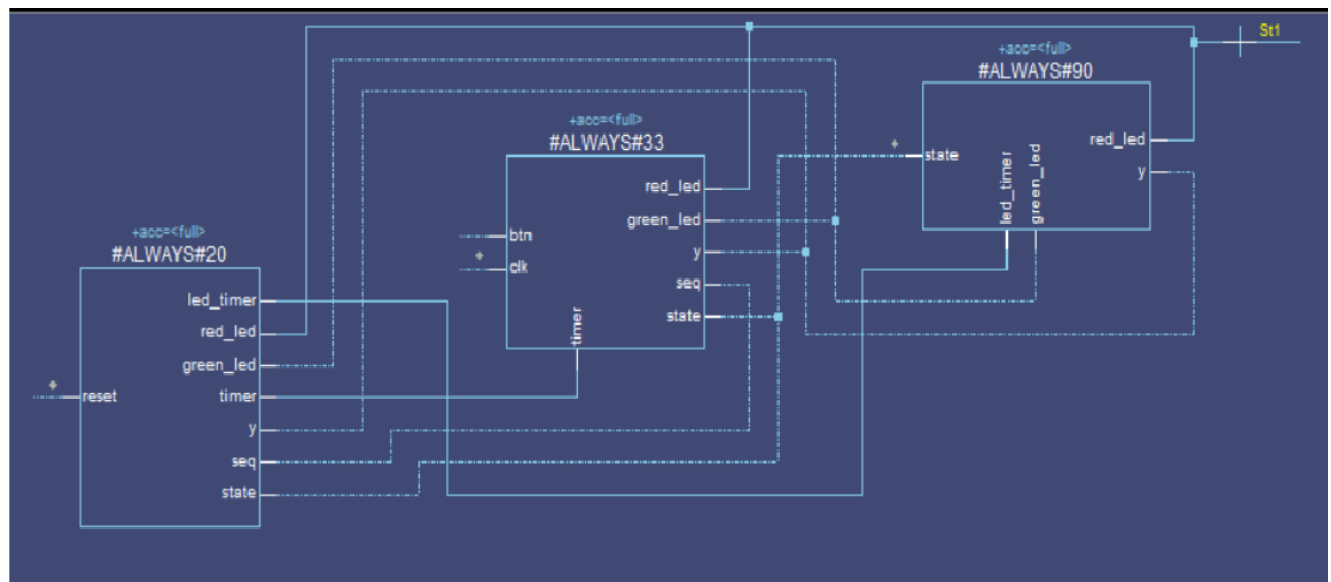 St1
+acc=<full>
#ALWAYS#90
red_led
y
state
led_timer
green_led
+acc=<full>
#ALWAYS#33
red_led
green_led
y
seq
state
btn
clk
timer
+acc=<full>
#ALWAYS#20
led_timer
red_led
green_led
timer
y
seq
state
reset